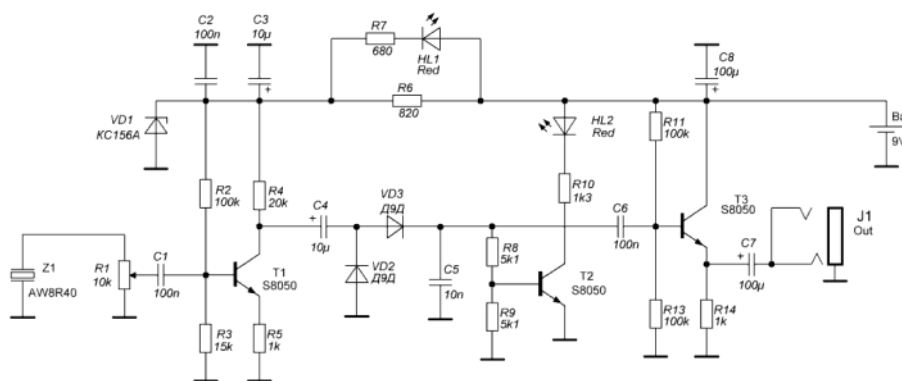 C2
100n
C3
10µ
R7
680
HL1
Red
C8
100µ
+
+
R6
820
VD1
KC156A
HL2
Red
R11
100k
Ba
9V
R2
100k
R4
20k
C4
+
10µ
VD3
Д9Д
R10
1k3
C6
100n
T3
S8050
J1
Out
Z1
AW8R40
R1
10k
C1
100n
T1
S8050
VD2
Д9Д
C5
10n
R8
5k1
T2
S8050
R9
5k1
C7
+
100µ
R3
15k
R5
1k
R13
100k
R14
1k